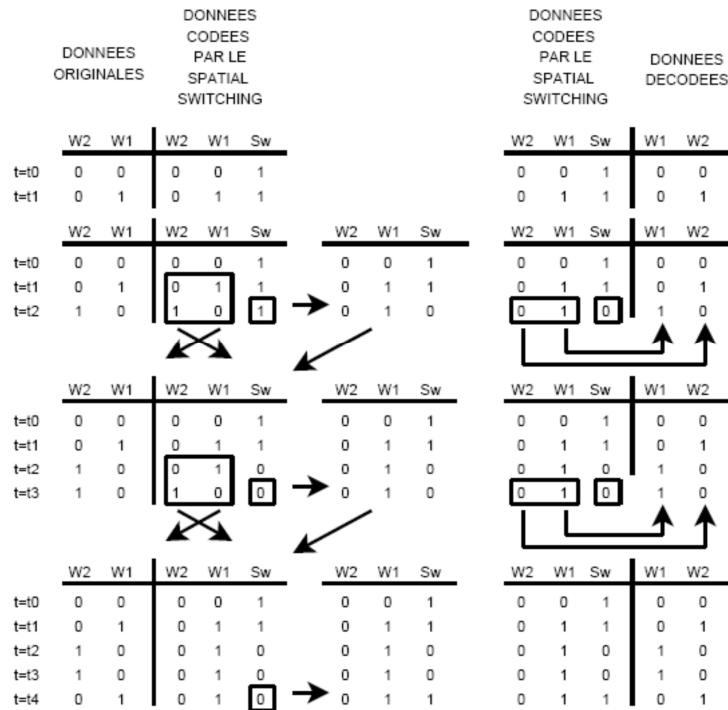 DONNEES ORIGINALES
DONNEES CODEES PAR LE SPATIAL SWITCHING
DONNEES CODEES PAR LE SPATIAL SWITCHING
DONNEES DECODEES
W2 W1 W2 W1 Sw W2 W1 Sw W1 W2
t=t0 0 0 0 0 1 0 0 1 0 0
t=t1 0 1 0 1 1 0 1 1 0 1
W2 W1 W2 W1 Sw W2 W1 Sw W2 W1 Sw W1 W2
t=t0 0 0 0 0 1 0 0 1 0 0 1 0 0
t=t1 0 1 0 1 1 0 1 1 0 1 1 0 1
t=t2 1 0 1 0 1 0 1 0 0 1 0 1 0
W2 W1 W2 W1 Sw W2 W1 Sw W2 W1 Sw W1 W2
t=t0 0 0 0 0 1 0 0 1 0 0 1 0 0
t=t1 0 1 0 1 1 0 1 1 0 1 1 0 1
t=t2 1 0 0 1 0 0 1 0 0 1 0 1 0
t=t3 1 0 1 0 0 0 1 0 0 1 0 1 0
W2 W1 W2 W1 Sw W2 W1 Sw W2 W1 Sw W1 W2
t=t0 0 0 0 0 1 0 0 1 0 0 1 0 0
t=t1 0 1 0 1 1 0 1 1 0 1 1 0 1
t=t2 1 0 0 1 0 0 1 0 0 1 0 1 0
t=t3 1 0 0 1 0 0 1 0 0 1 0 1 0
t=t4 0 1 0 1 0 0 1 1 0 1 1 0 1